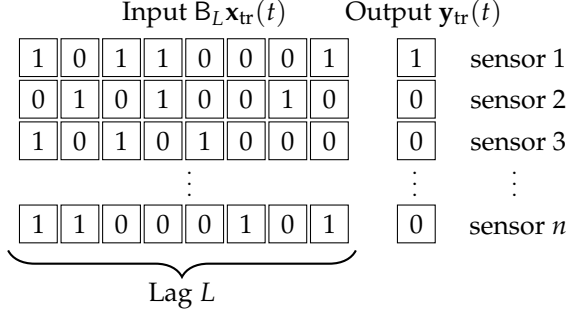 Input B_L x_tr(t) Output y_tr(t)
1 0 1 1 0 0 0 1 1 sensor 1
0 1 0 1 0 0 1 0 0 sensor 2
1 0 1 0 1 0 0 0 0 sensor 3
⋮ ⋮ ⋮
1 1 0 0 0 1 0 1 0 sensor n
Lag L